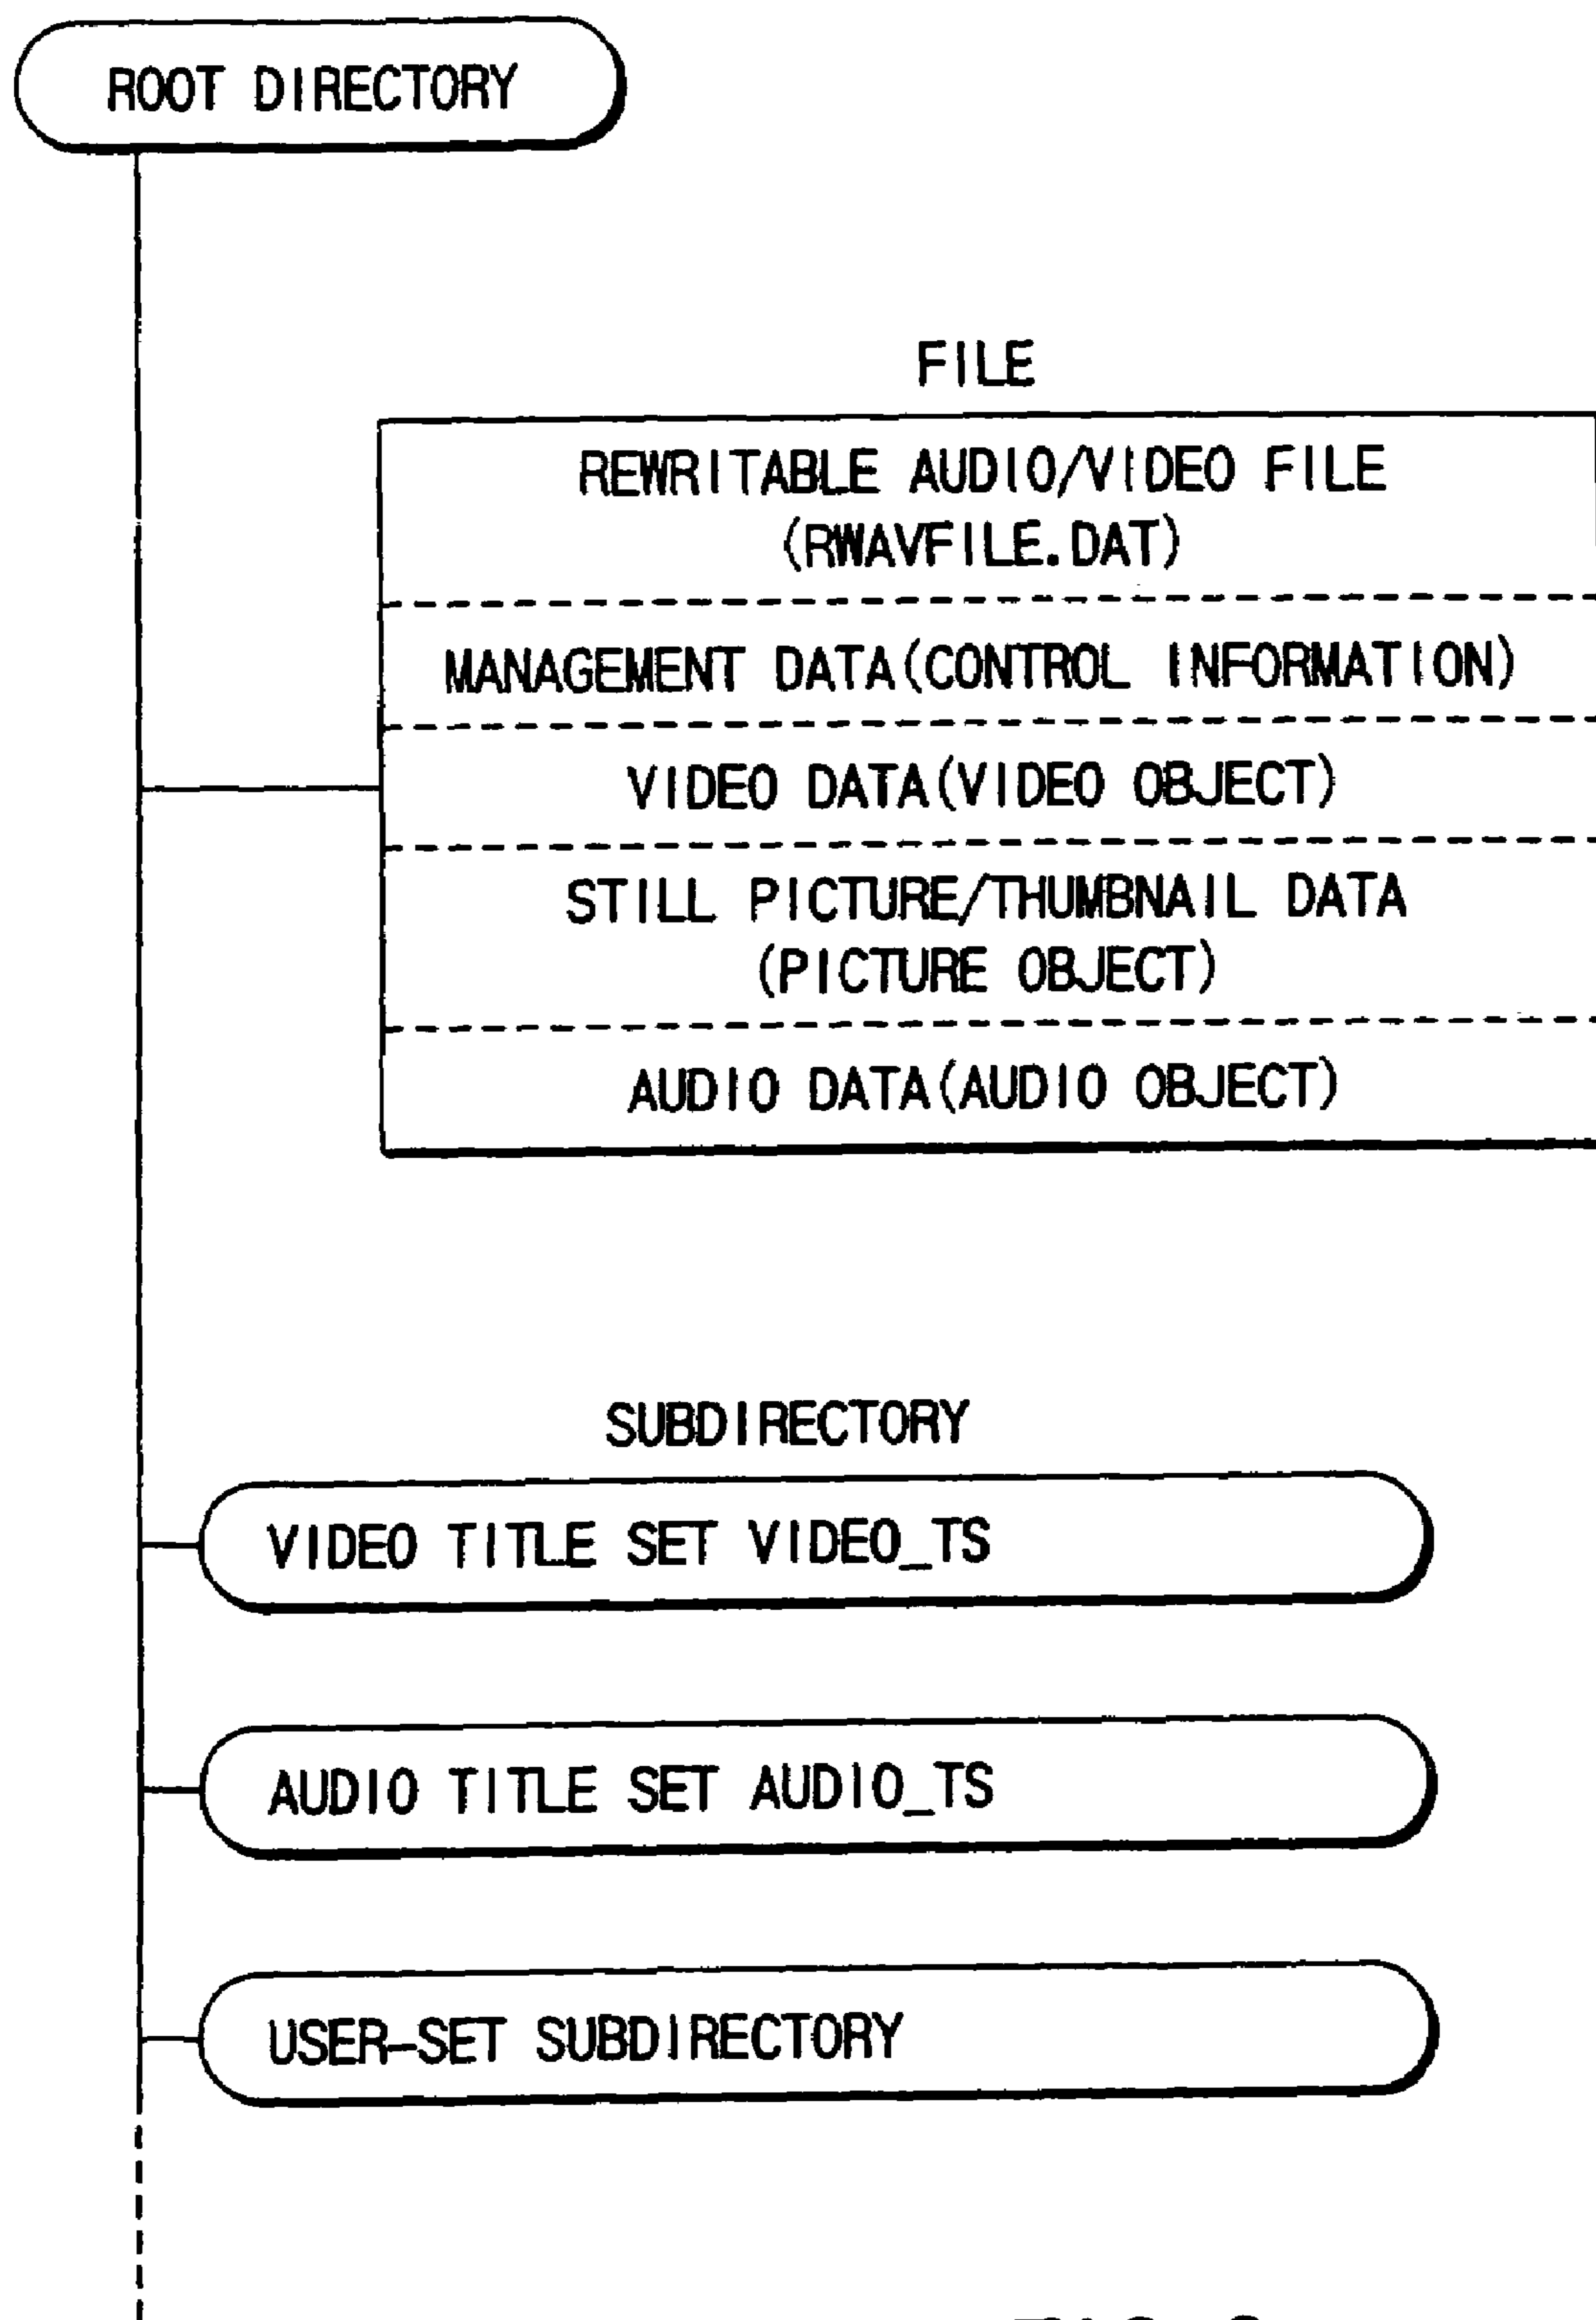 ROOT DIRECTORY
FILE
REWRITABLE AUDIO/VIDEO FILE
(RWAVFILE.DAT)
MANAGEMENT DATA(CONTROL INFORMATION)
VIDEO DATA(VIDEO OBJECT)
STILL PICTURE/THUMBNAIL DATA
(PICTURE OBJECT)
AUDIO DATA(AUDIO OBJECT)
SUBDIRECTORY
VIDEO TITLE SET VIDEO_TS
AUDIO TITLE SET AUDIO_TS
USER-SET SUBDIRECTORY